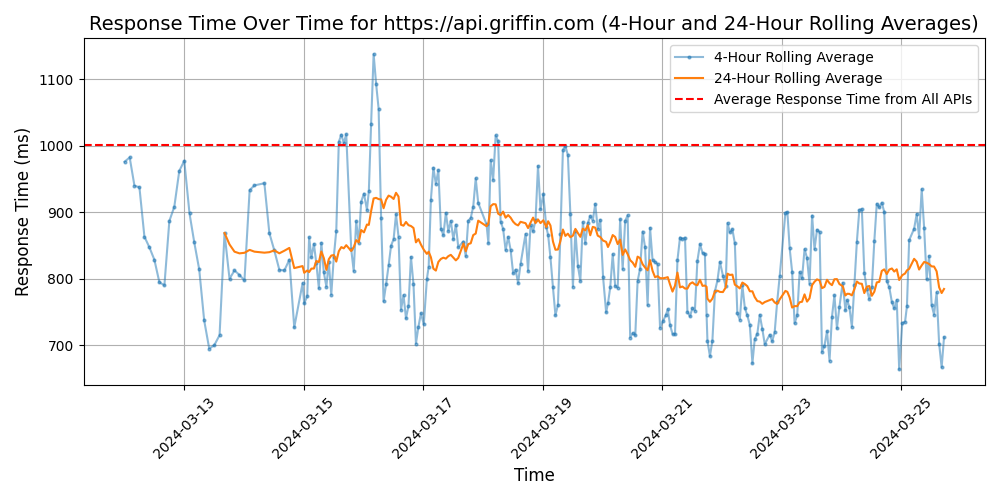 Response Time Over Time for https://api.griffin.com (4-Hour and 24-Hour Rolling Averages)
Response Time (ms)
1100
1000
900
800
700
4-Hour Rolling Average
24-Hour Rolling Average
Average Response Time from All APIs
2024-03-13
2024-03-15
2024-03-17
2024-03-19
2024-03-21
2024-03-23
2024-03-25
Time